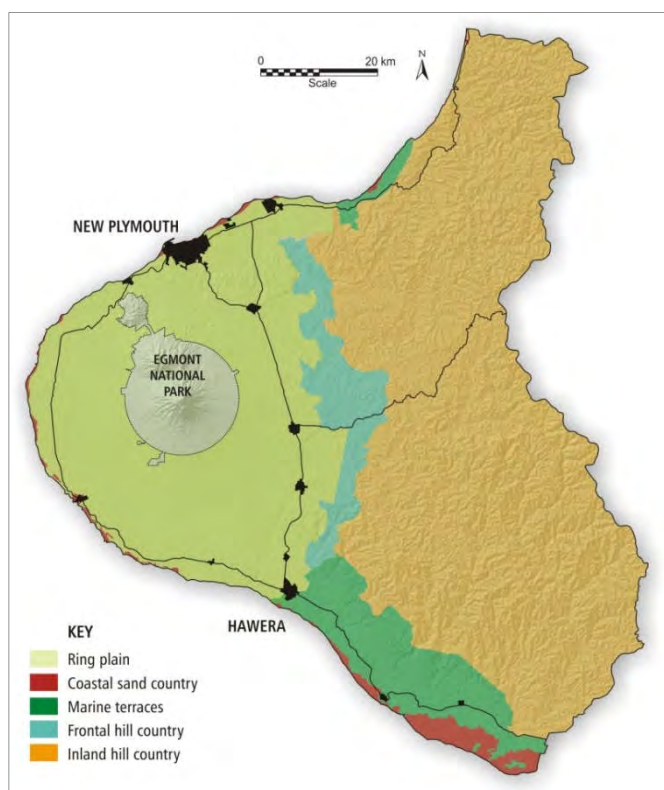 0
20 km
Scale
N
NEW PLYMOUTH
EGMONT
NATIONAL
PARK
HAWERA
KEY
Ring plain
Coastal sand country
Marine terraces
Frontal hill country
Inland hill country